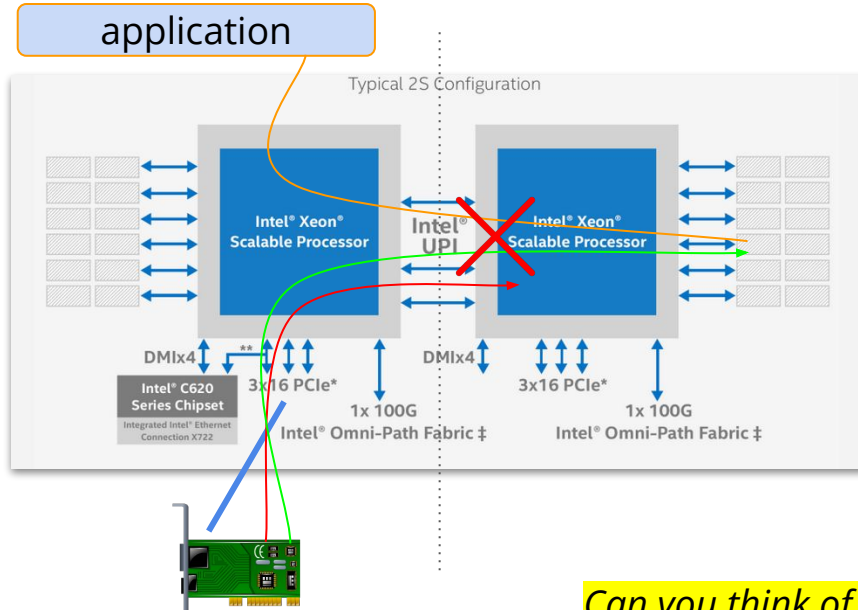 application
Typical 2S Configuration
Intel® Xeon®
Scalable Processor
Intel®
UPI
Intel® Xeon®
Scalable Processor
DMIx4
**
3x16 PCIe*
DMIx4
3x16 PCIe*
Intel® C620
Series Chipset
Integrated Intel® Ethernet
Connection X722
1x 100G
Intel® Omni-Path Fabric ‡
1x 100G
Intel® Omni-Path Fabric ‡
CE
Can you think of